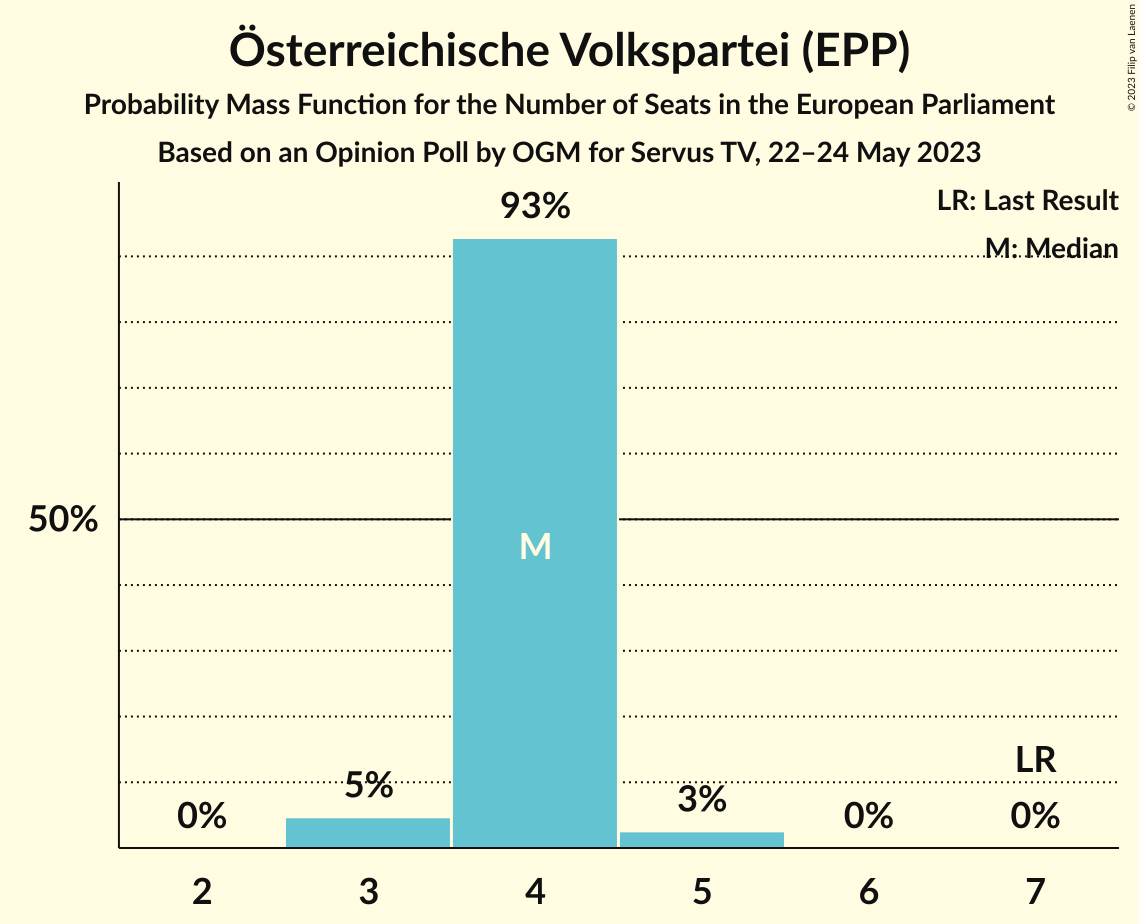 Österreichische Volkspartei (EPP)
Probability Mass Function for the Number of Seats in the European Parliament
Based on an Opinion Poll by OGM for Servus TV, 22–24 May 2023
© 2023 Filip van Laenen
LR: Last Result
M: Median
93%
50%
M
LR
0%
5%
3%
0%
0%
2
3
4
5
6
7